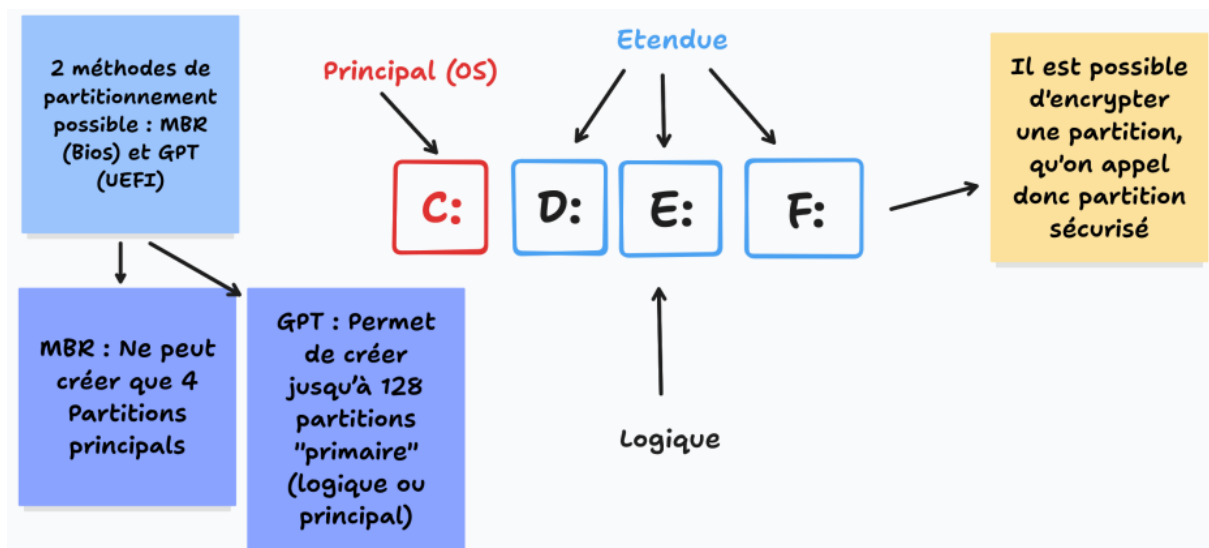 2 méthodes de
partitionnement
possible : MBR
(Bios) et GPT
(UEFI)
Principal (OS)
Etendue
Il est possible
d'encrypter
une partition,
qu'on appel
donc partition
sécurisé
C:
D:
E:
F:
MBR : Ne peut
créer que 4
Partitions
principals
GPT : Permet
de créer
jusqu'à 128
partitions
"primaire"
(logique ou
principal)
Logique